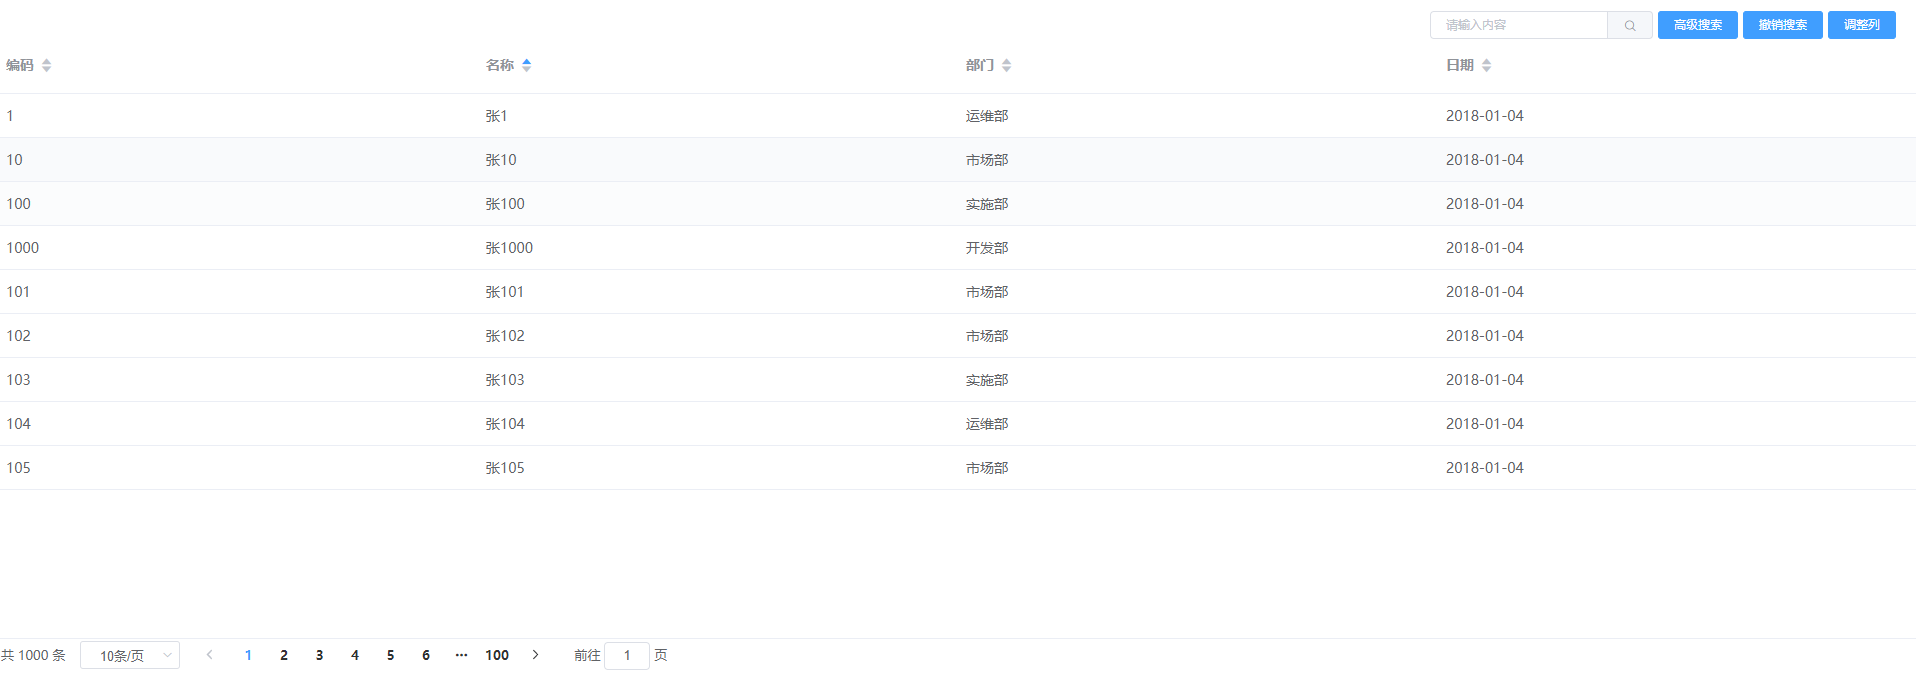 请输入内容 高级搜索 撤销搜索 调整列
编码 名称 部门 日期
1 张1 运维部 2018-01-04
10 张10 市场部 2018-01-04
100 张100 实施部 2018-01-04
1000 张1000 开发部 2018-01-04
101 张101 市场部 2018-01-04
102 张102 市场部 2018-01-04
103 张103 实施部 2018-01-04
104 张104 运维部 2018-01-04
105 张105 市场部 2018-01-04
共 1000 条 10条/页 1 2 3 4 5 6 ··· 100 前往 1 页